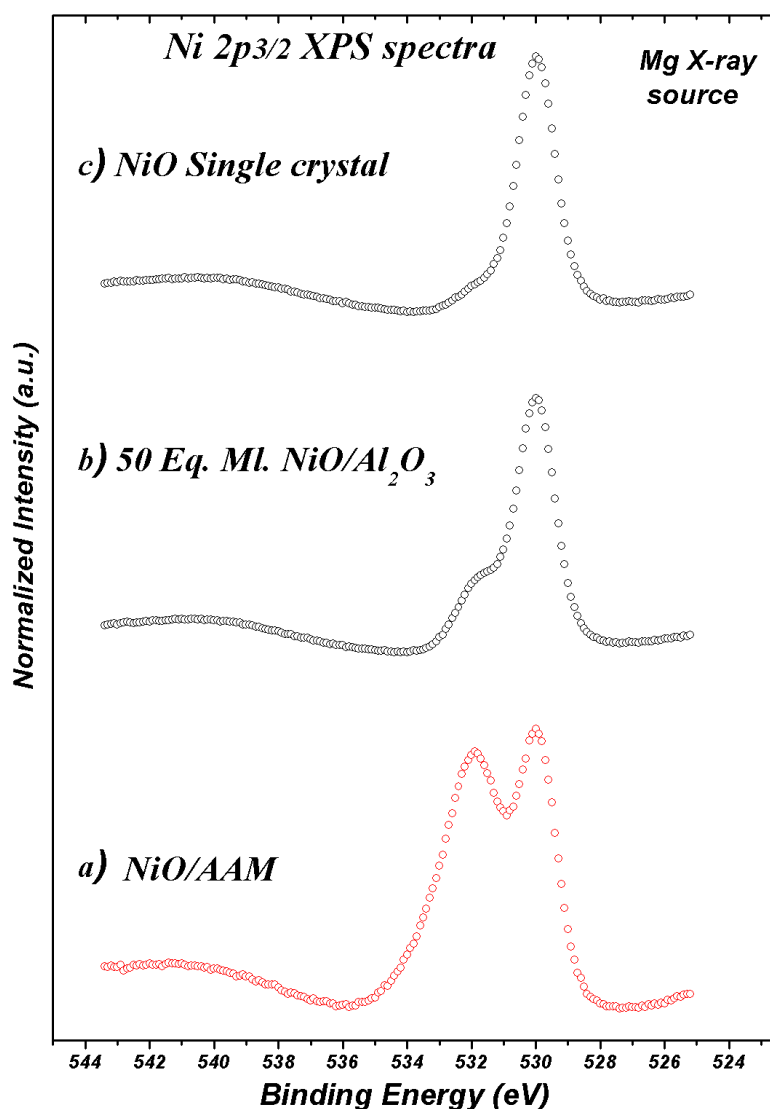 Ni 2p3/2 XPS spectra
Mg X-ray
source
c) NiO Single crystal
b) 50 Eq. Ml. NiO/Al2O3
a) NiO/AAM
Normalized Intensity (a.u.)
544 542 540 538 536 534 532 530 528 526 524
Binding Energy (eV)